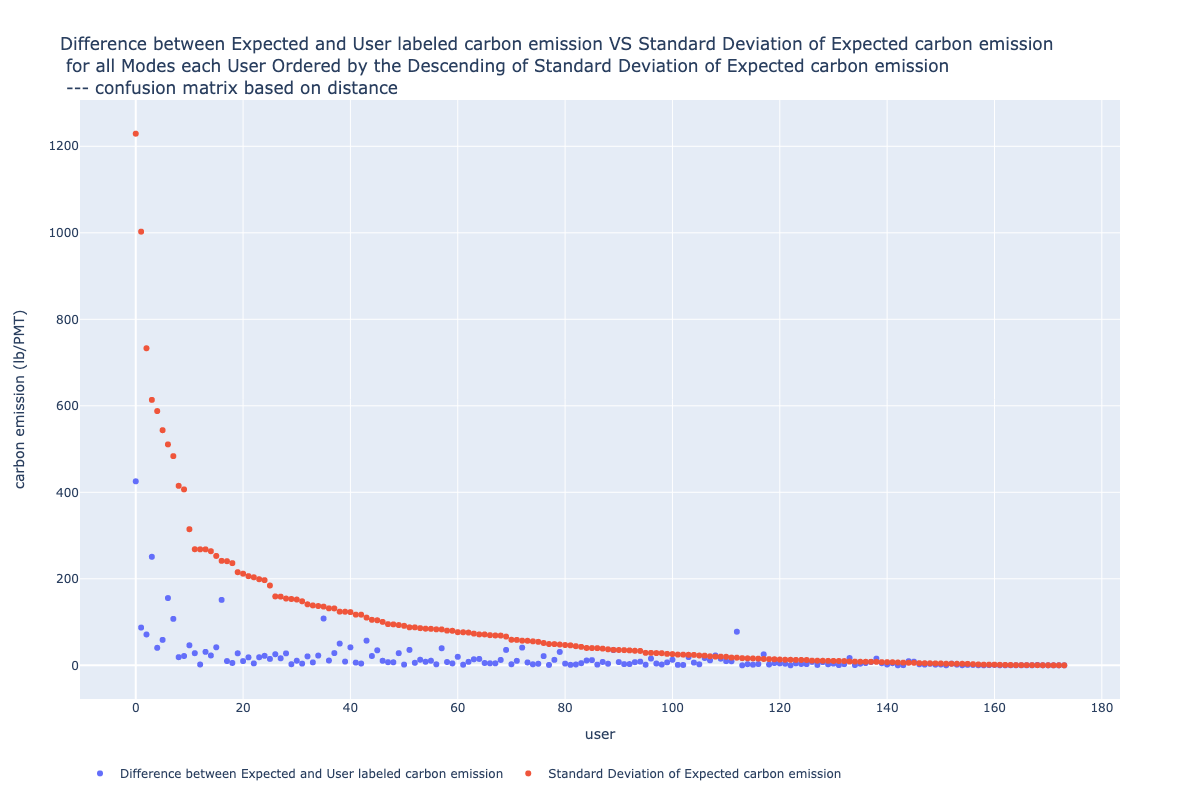 Difference between Expected and User labeled carbon emission VS Standard Deviation of Expected carbon emission
for all Modes each User Ordered by the Descending of Standard Deviation of Expected carbon emission
--- confusion matrix based on distance
1200
1000
800
600
400
200
0
carbon emission (lb/PMT)
0 20 40 60 80 100 120 140 160 180
user
Difference between Expected and User labeled carbon emission Standard Deviation of Expected carbon emission